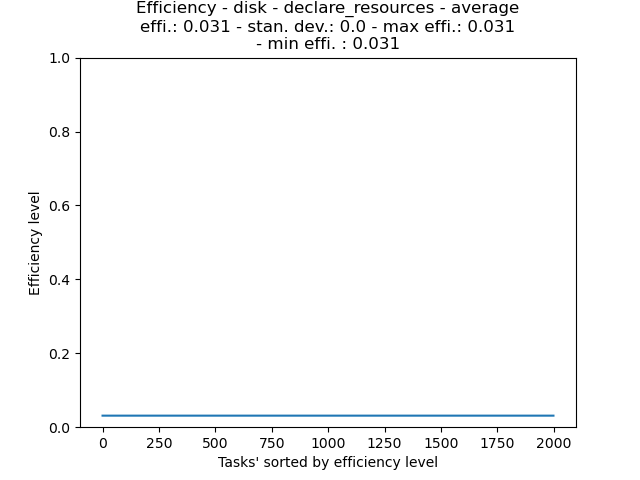 Efficiency - disk - declare_resources - average
effi.: 0.031 - stan. dev.: 0.0 - max effi.: 0.031
- min effi. : 0.031
1.0
0.8
0.6
0.4
0.2
0.0
Efficiency level
0 250 500 750 1000 1250 1500 1750 2000
Tasks' sorted by efficiency level